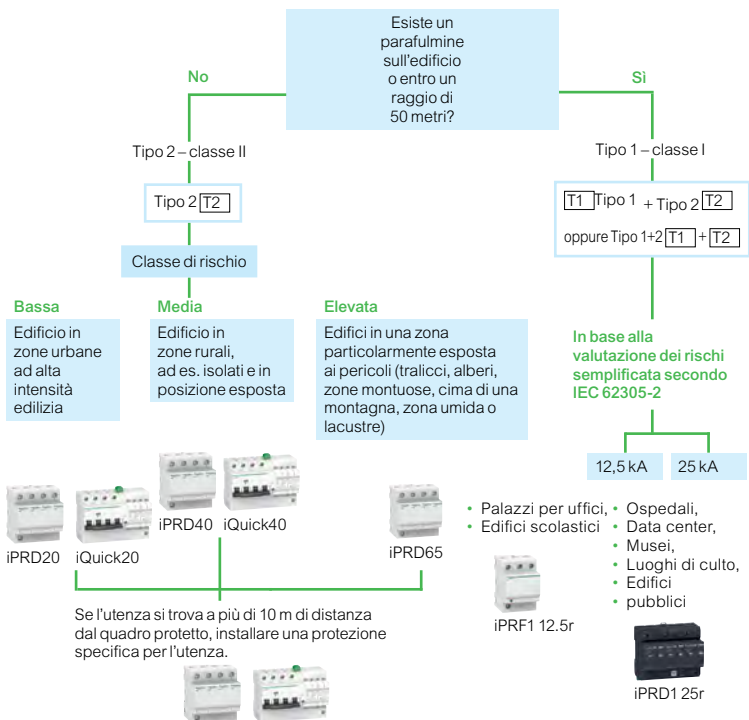 Esiste un
parafulmine
sull'edificio
o entro un
raggio di
50 metri?
No
Sì
Tipo 2 – classe II
Tipo 2 T2
Classe di rischio
Tipo 1 – classe I
T1 Tipo 1 + Tipo 2 T2
oppure Tipo 1+2 T1 + T2
Bassa
Edificio in
zone urbane
ad alta
intensità
edilizia
Media
Edificio in
zone rurali,
ad es. isolati e in
posizione esposta
Elevata
Edifici in una zona
particolarmente esposta
ai pericoli (tralicci, alberi,
zone montuose, cima di una
montagna, zona umida o
lacustre)
In base alla
valutazione dei rischi
semplificata secondo
IEC 62305-2
12,5 kA
25 kA
iPRD20
iQuick20
iPRD40
iQuick40
iPRD65
• Palazzi per uffici,
• Edifici scolastici
iPRF1 12.5r
• Ospedali,
• Data center,
• Musei,
• Luoghi di culto,
• Edifici
• pubblici
iPRD1 25r
Se l'utenza si trova a più di 10 m di distanza
dal quadro protetto, installare una protezione
specifica per l'utenza.